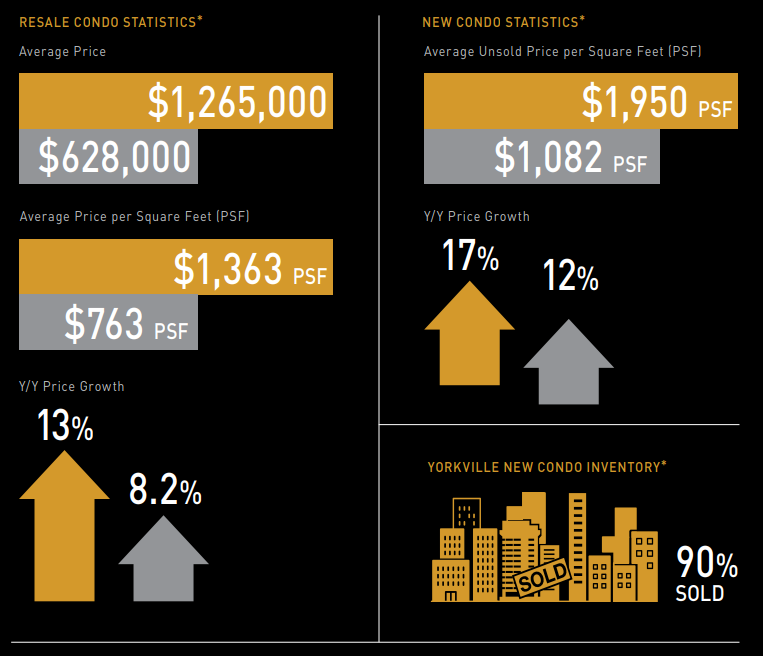 RESALE CONDO STATISTICS*
Average Price
$1,265,000
$628,000
Average Price per Square Feet (PSF)
$1,363 PSF
$763 PSF
Y/Y Price Growth
13%
8.2%
NEW CONDO STATISTICS*
Average Unsold Price per Square Feet (PSF)
$1,950 PSF
$1,082 PSF
Y/Y Price Growth
17%
12%
YORKVILLE NEW CONDO INVENTORY*
SOLD
90%
SOLD